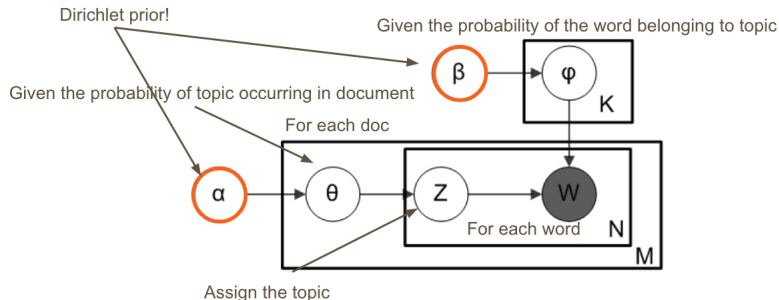 Dirichlet prior!
Given the probability of the word belonging to topic
β
φ
K
Given the probability of topic occurring in document
For each doc
α
θ
Z
W
For each word
N
M
Assign the topic